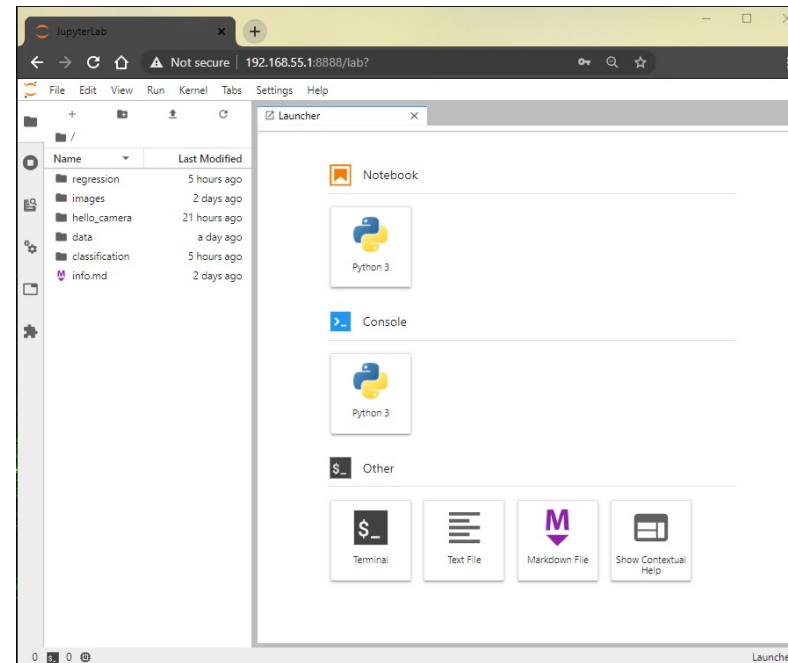 JupyterLab
Not secure | 192.168.55.1:8888/lab?
File Edit View Run Kernel Tabs Settings Help
Launcher
/
Name Last Modified
regression 5 hours ago
images 2 days ago
hello_camera 21 hours ago
data a day ago
classification 5 hours ago
M info.md 2 days ago
Notebook
Python 3
>_ Console
Python 3
$_ Other
$_
M
Terminal Text File Markdown File Show Contextual
Help
0 $_ 0 Launche